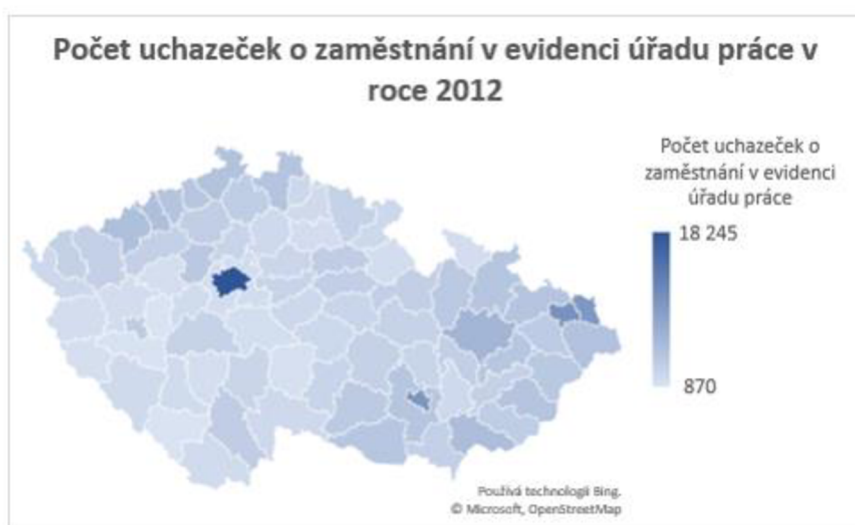 Počet uchazeček o zaměstnání v evidenci úřadu práce v
roce 2012
Počet uchazeček o
zaměstnání v evidenci
úřadu práce
18 245
870
Používá technologii Bing.
© Microsoft, OpenStreetMap